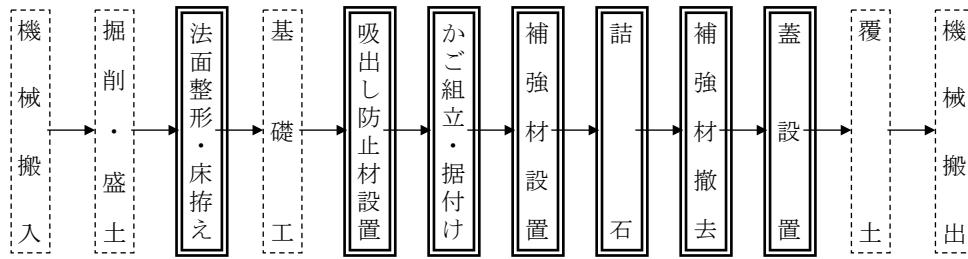 機械搬入
掘削・盛土
法面整形・床拵え
基礎工
吸出し防止材設置
かご組立・据付け
補強材設置
詰石
補強材撤去
蓋設置
覆土
機械搬出